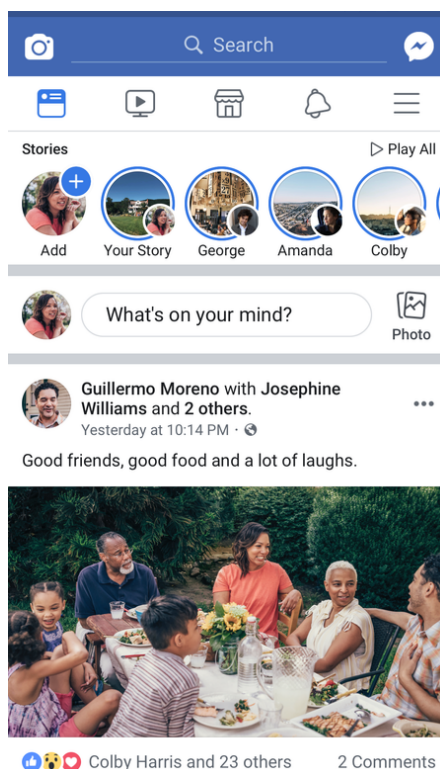 Search
Stories
Play All
Add
Your Story
George
Amanda
Colby
What's on your mind?
Photo
Guillermo Moreno with Josephine
Williams and 2 others.
Yesterday at 10:14 PM ·
Good friends, good food and a lot of laughs.
Colby Harris and 23 others
2 Comments